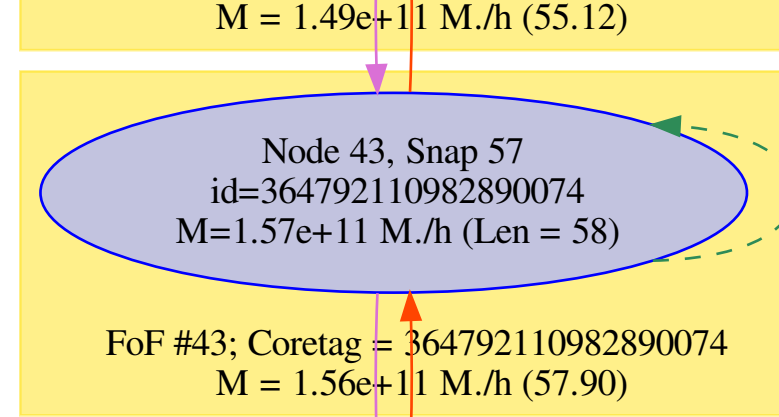 M = 1.49e+11 M./h (55.12)
Node 43, Snap 57
id=364792110982890074
M=1.57e+11 M./h (Len = 58)
FoF #43; Coretag = 364792110982890074
M = 1.56e+11 M./h (57.90)